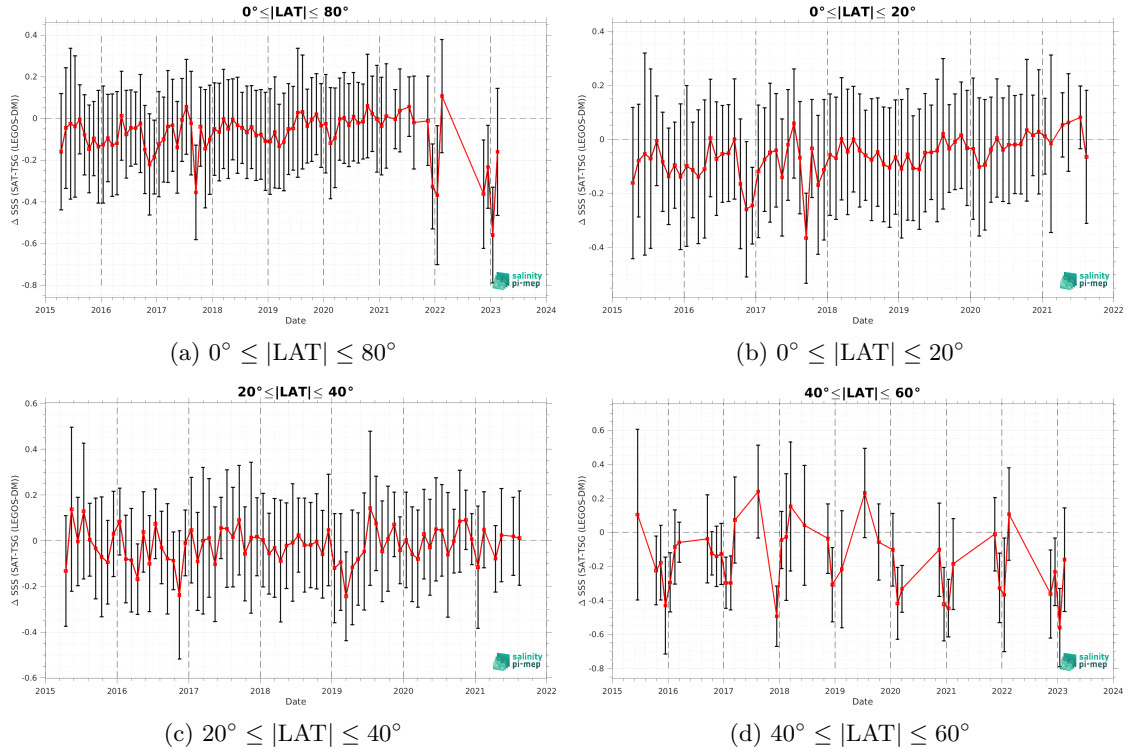 0°≤|LAT|≤ 80°
Δ SSS (SAT-TSG (LEGOS-DM))
0.4
0.2
0
-0.2
-0.4
-0.6
-0.8
2015 2016 2017 2018 2019 2020 2021 2022 2023 2024
Date
salinity
pi-mep
(a) 0° ≤ |LAT| ≤ 80°
0°≤|LAT|≤ 20°
Δ SSS (SAT-TSG (LEGOS-DM))
0.4
0.2
0
-0.2
-0.4
2015 2016 2017 2018 2019 2020 2021 2022
Date
salinity
pi-mep
(b) 0° ≤ |LAT| ≤ 20°
20°≤|LAT|≤ 40°
Δ SSS (SAT-TSG (LEGOS-DM))
0.6
0.4
0.2
0
-0.2
-0.4
-0.6
2015 2016 2017 2018 2019 2020 2021 2022
Date
salinity
pi-mep
(c) 20° ≤ |LAT| ≤ 40°
40°≤|LAT|≤ 60°
Δ SSS (SAT-TSG (LEGOS-DM))
0.6
0.4
0.2
0
-0.2
-0.4
-0.6
-0.8
2016 2017 2018 2019 2020 2021 2022 2023 2024
Date
salinity
pi-mep
(d) 40° ≤ |LAT| ≤ 60°